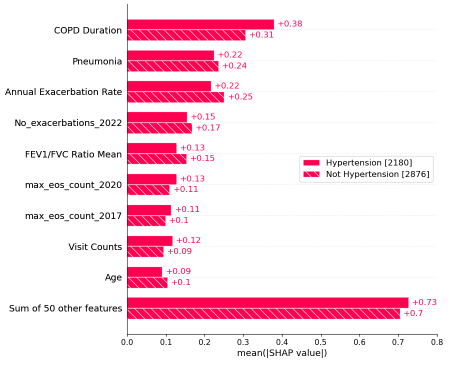 COPD Duration
+0.38
+0.31
Pneumonia
+0.22
+0.24
Annual Exacerbation Rate
+0.22
+0.25
No_exacerbations_2022
+0.15
+0.17
FEV1/FVC Ratio Mean
+0.13
+0.15
Hypertension [2180]
Not Hypertension [2876]
max_eos_count_2020
+0.13
+0.11
max_eos_count_2017
+0.11
+0.1
Visit Counts
+0.12
+0.09
Age
+0.09
+0.1
Sum of 50 other features
+0.73
+0.7
0.0 0.1 0.2 0.3 0.4 0.5 0.6 0.7 0.8
mean(|SHAP value|)